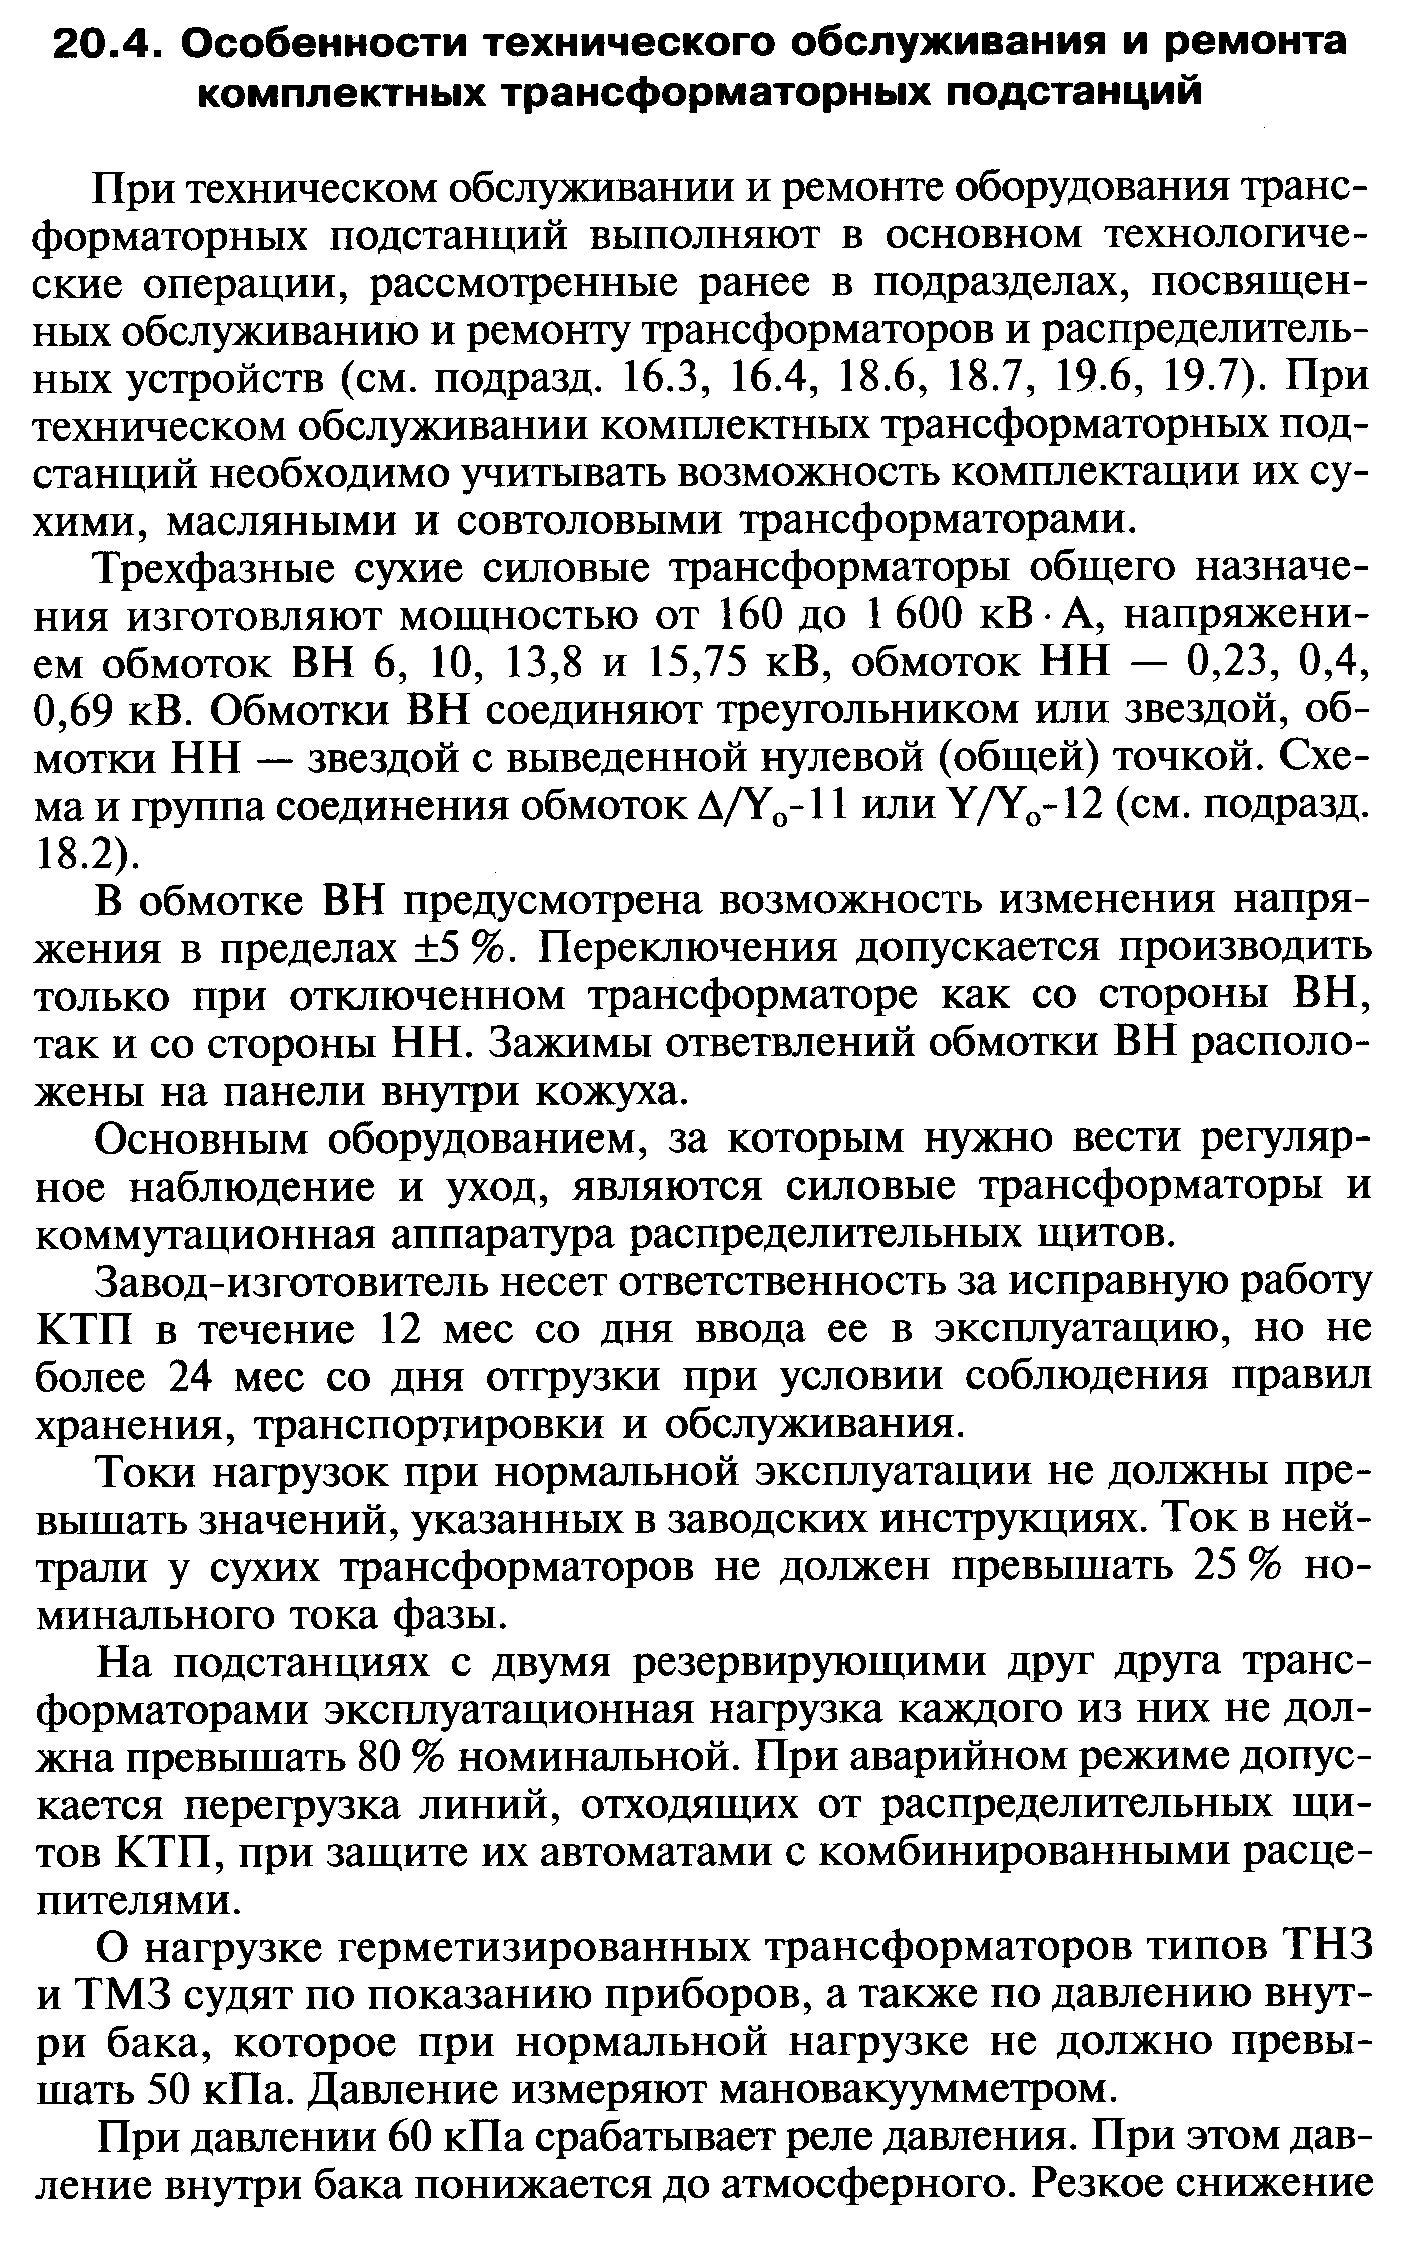 20.4. Особенности технического обслуживания и ремонта
комплектных трансформаторных подстанций
При техническом обслуживании и ремонте оборудования транс-
форматорных подстанций выполняют в основном технологиче-
ские операции, рассмотренные ранее в подразделах, посвящен-
ных обслуживанию и ремонту трансформаторов и распределитель-
ных устройств (см. подразд. 16.3, 16.4, 18.6, 18.7, 19.6, 19.7). При
техническом обслуживании комплектных трансформаторных под-
станций необходимо учитывать возможность комплектации их су-
хими, масляными и совтоловыми трансформаторами.
Трехфазные сухие силовые трансформаторы общего назначе-
ния изготовляют мощностью от 160 до 1 600 кВ · А, напряжени-
ем обмоток ВН 6, 10, 13,8 и 15,75 кВ, обмоток НН — 0,23, 0,4,
0,69 кВ. Обмотки ВН соединяют треугольником или звездой, об-
мотки НН — звездой с выведенной нулевой (общей) точкой. Схе-
ма и группа соединения обмоток Δ/Yₒ-11 или Y/Yₒ-12 (см. подразд.
18.2).
В обмотке ВН предусмотрена возможность изменения напря-
жения в пределах ±5 %. Переключения допускается производить
только при отключенном трансформаторе как со стороны ВН,
так и со стороны НН. Зажимы ответвлений обмотки ВН располо-
жены на панели внутри кожуха.
Основным оборудованием, за которым нужно вести регуляр-
ное наблюдение и уход, являются силовые трансформаторы и
коммутационная аппаратура распределительных щитов.
Завод-изготовитель несет ответственность за исправную работу
КТП в течение 12 мес со дня ввода ее в эксплуатацию, но не
более 24 мес со дня отгрузки при условии соблюдения правил
хранения, транспортировки и обслуживания.
Токи нагрузок при нормальной эксплуатации не должны пре-
вышать значений, указанных в заводских инструкциях. Ток в ней-
трали у сухих трансформаторов не должен превышать 25 % но-
минального тока фазы.
На подстанциях с двумя резервирующими друг друга транс-
форматорами эксплуатационная нагрузка каждого из них не дол-
жна превышать 80 % номинальной. При аварийном режиме допус-
кается перегрузка линий, отходящих от распределительных щи-
тов КТП, при защите их автоматами с комбинированными расце-
пителями.
О нагрузке герметизированных трансформаторов типов ТНЗ
и ТМЗ судят по показанию приборов, а также по давлению внут-
ри бака, которое при нормальной нагрузке не должно превы-
шать 50 кПа. Давление измеряют мановакуумметром.
При давлении 60 кПа срабатывает реле давления. При этом дав-
ление внутри бака понижается до атмосферного. Резкое снижение